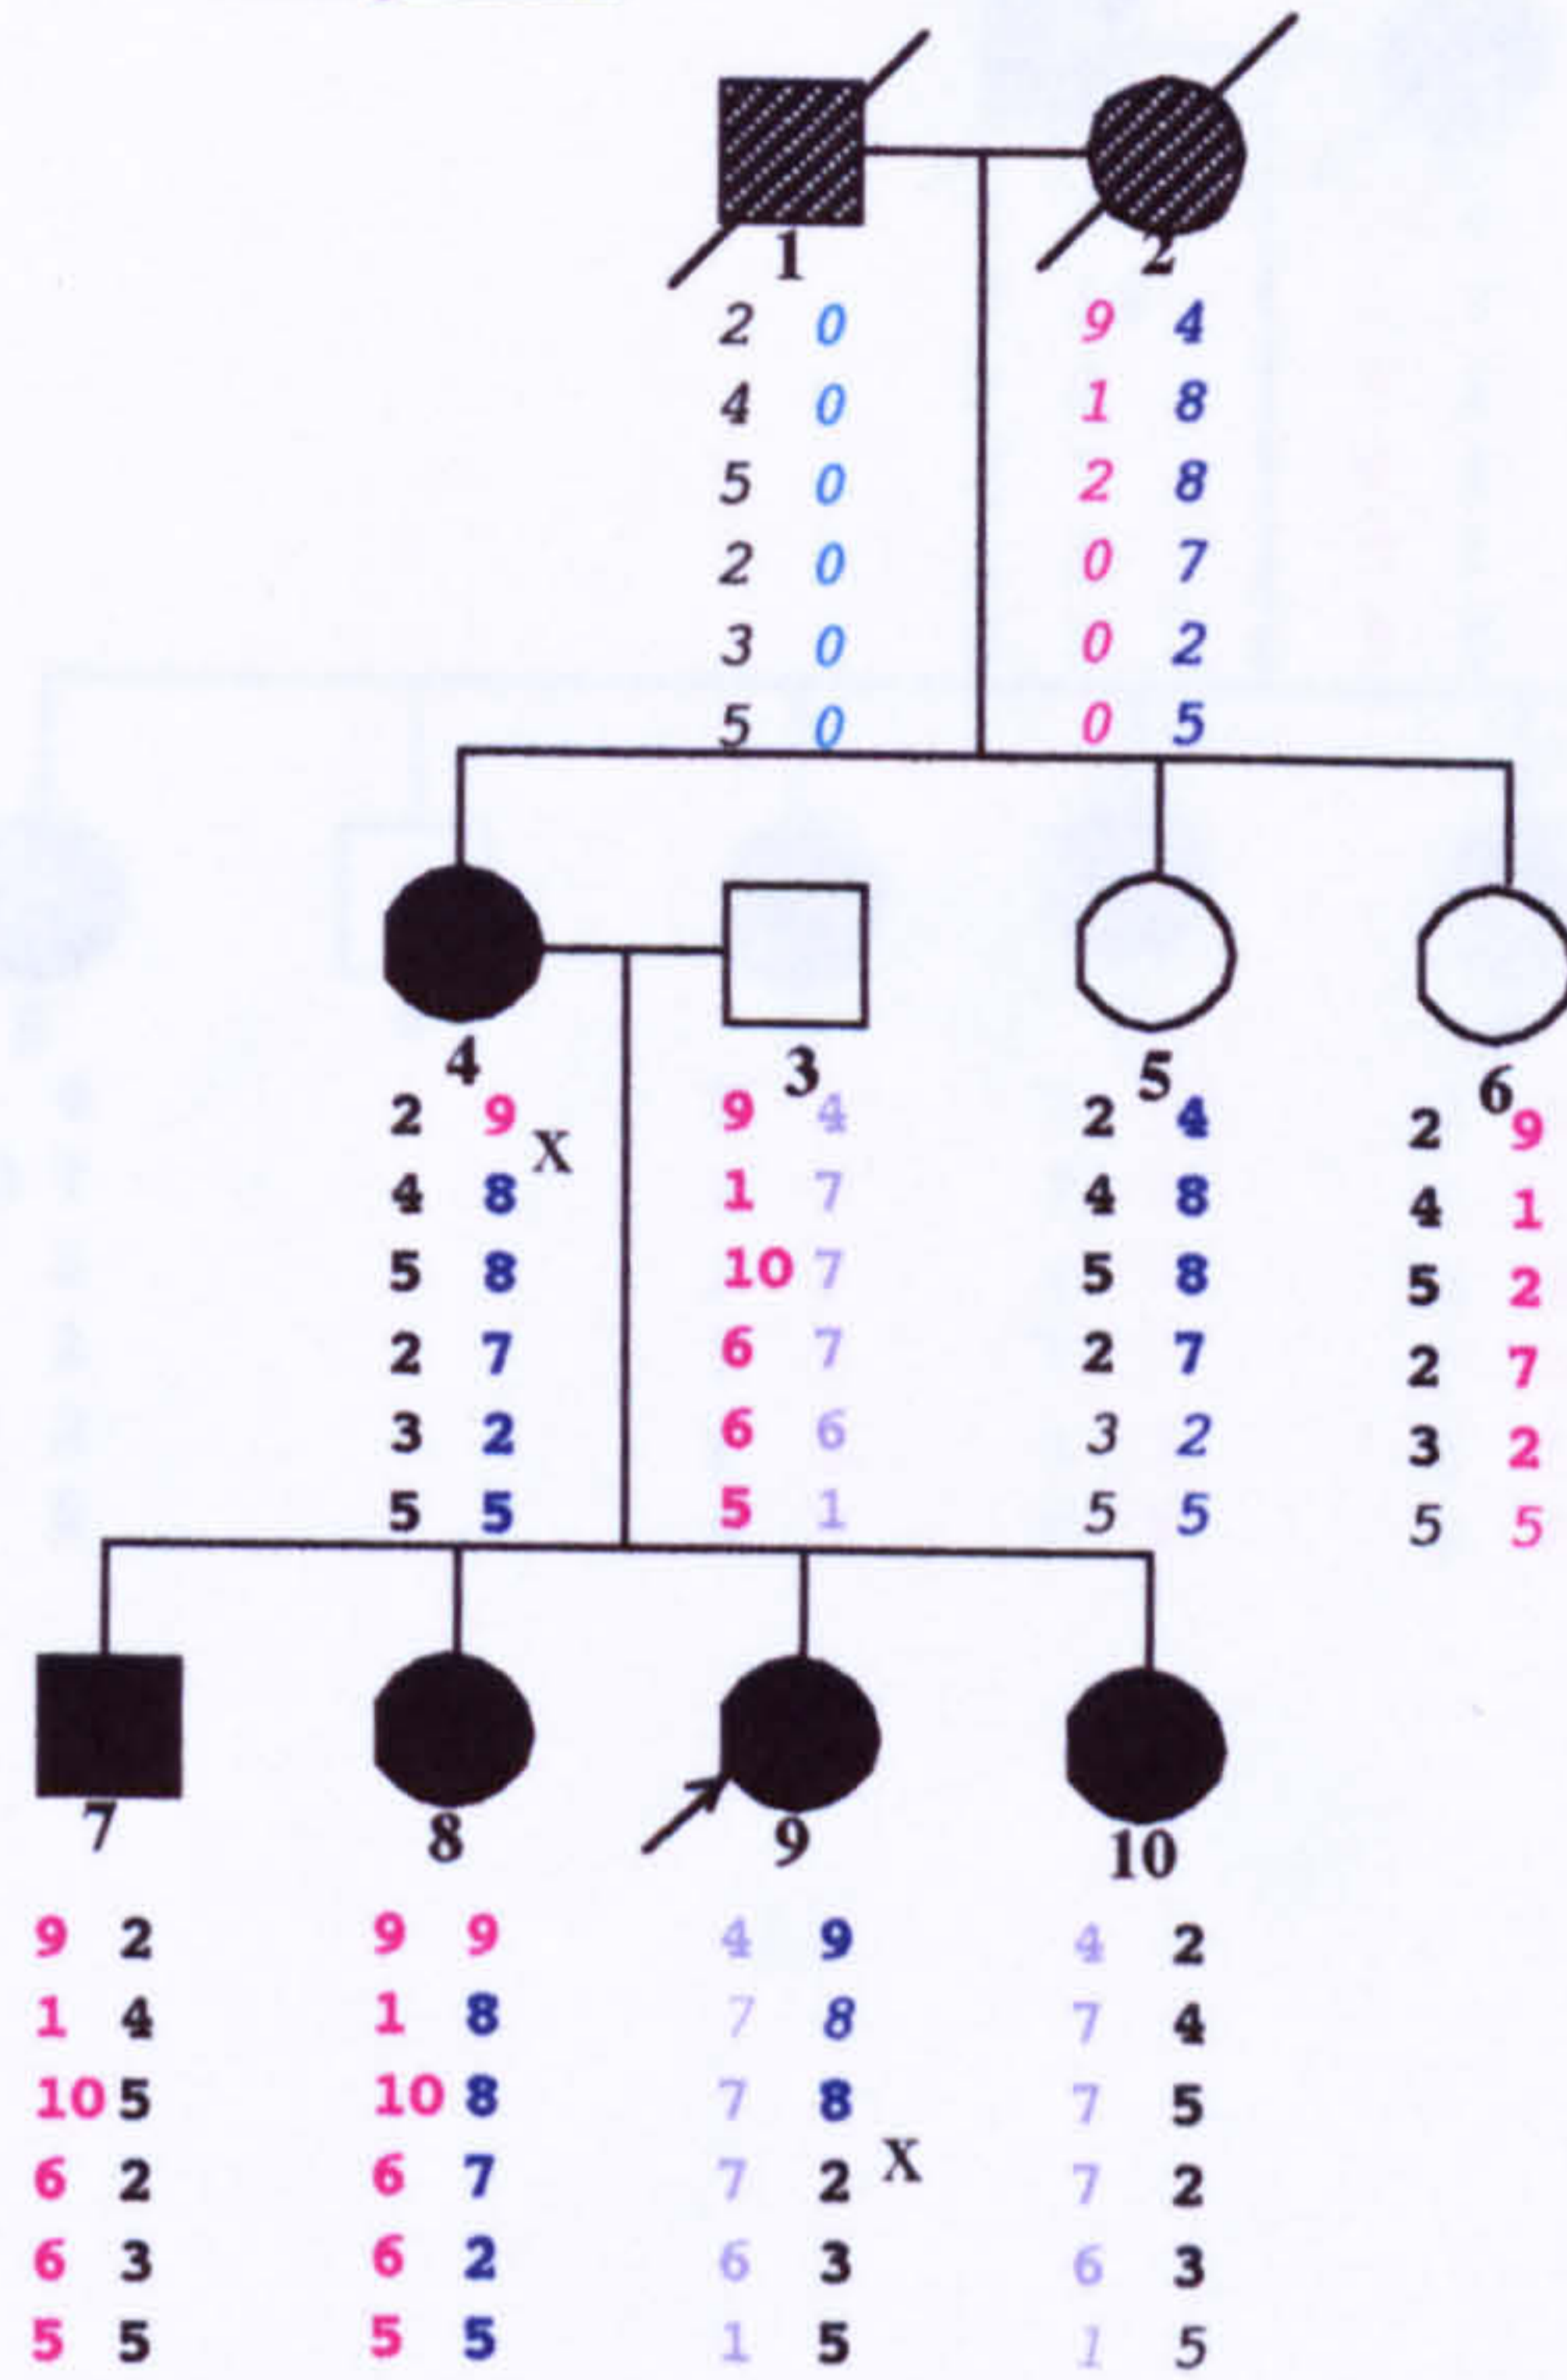 1 2
2 0 9 4
4 0 1 8
5 0 2 8
2 0 0 7
3 0 0 2
5 0 0 5
4 3 5 6
2 9 9 4 2 4 2 9
X
4 8 1 7 4 8 4 1
5 8 10 7 5 8 5 2
2 7 6 7 2 7 2 7
3 2 6 6 3 2 3 2
5 5 5 1 5 5 5 5
7 8 9 10
9 2 9 9 4 9 4 2
1 4 1 8 7 8 7 4
10 5 10 8 7 8 7 5
X
6 2 6 7 7 2 7 2
6 3 6 2 6 3 6 3
5 5 5 5 1 5 1 5